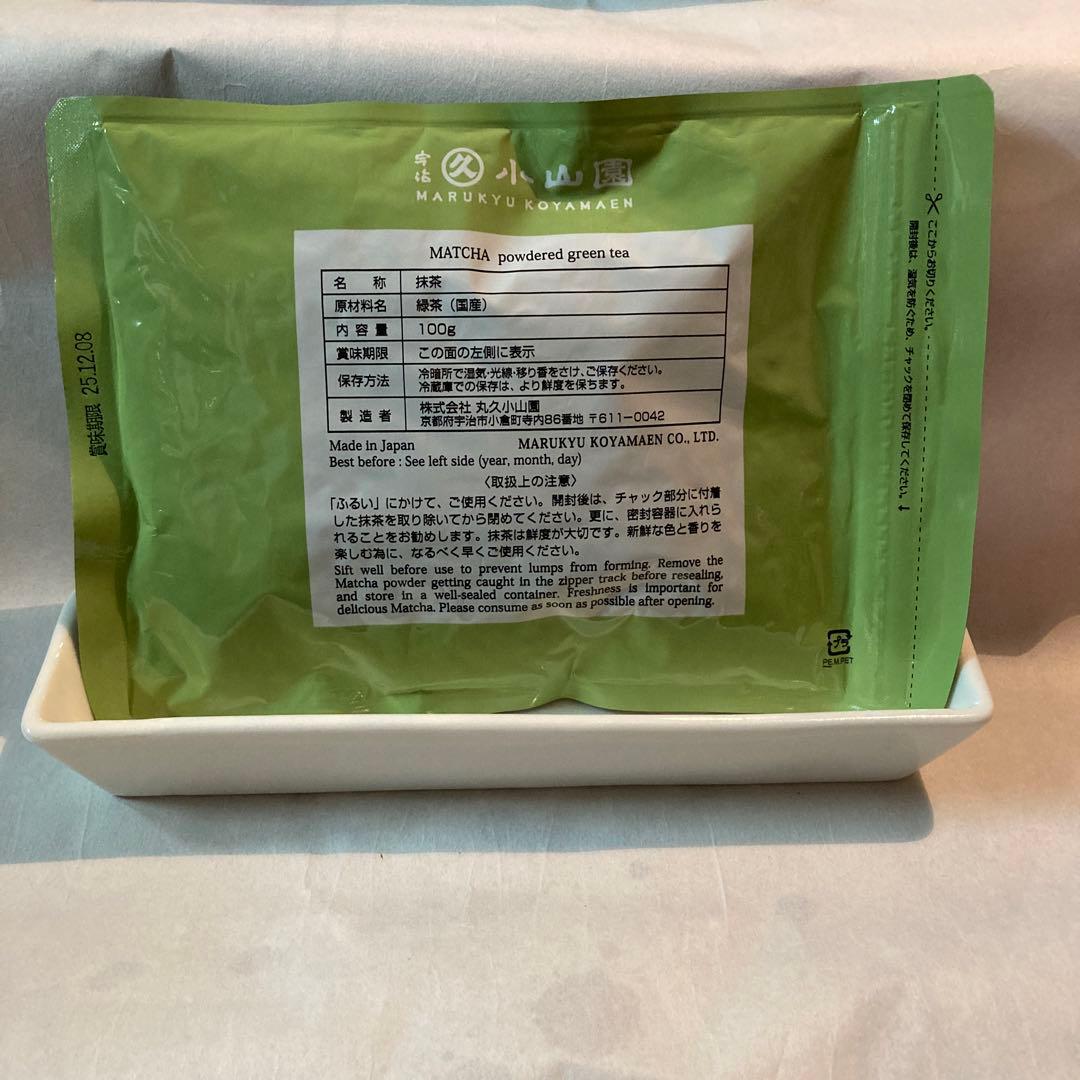 宇治 久 小山園
MARUKYU KOYAMAEN
MATCHA powdered green tea
名 称 抹茶
原材料名 緑茶（国産）
内容量 100g
賞味期限 この面の左側に表示
保存方法 冷暗所で湿気・光線・移り香をさけ、ご保存ください。
冷蔵庫での保存は、より鮮度を保ちます。
製造者 株式会社 丸久小山園
京都府宇治市小倉町寺内86番地 〒611-0042
Made in Japan MARUKYU KOYAMAEN CO., LTD.
Best before : See left side (year, month, day)
〈取扱上の注意〉
「ふるい」にかけて、ご使用ください。開封後は、チャック部分に付着
した抹茶を取り除いてから閉めてください。更に、密封容器に入れら
れることをお勧めします。抹茶は鮮度が大切です。新鮮な色と香りを
楽しむ為に、なるべく早くご使用ください。
Sift well before use to prevent lumps from forming. Remove the
Matcha powder getting caught in the zipper track before resealing,
and store in a well-sealed container. Freshness is important for
delicious Matcha. Please consume as soon as possible after opening.
賞味期限 25.12.08
ここからお切りください。
開封後は、湿気を防ぐため、チャックを閉めて保存してください。
プラ
PE.M.PET